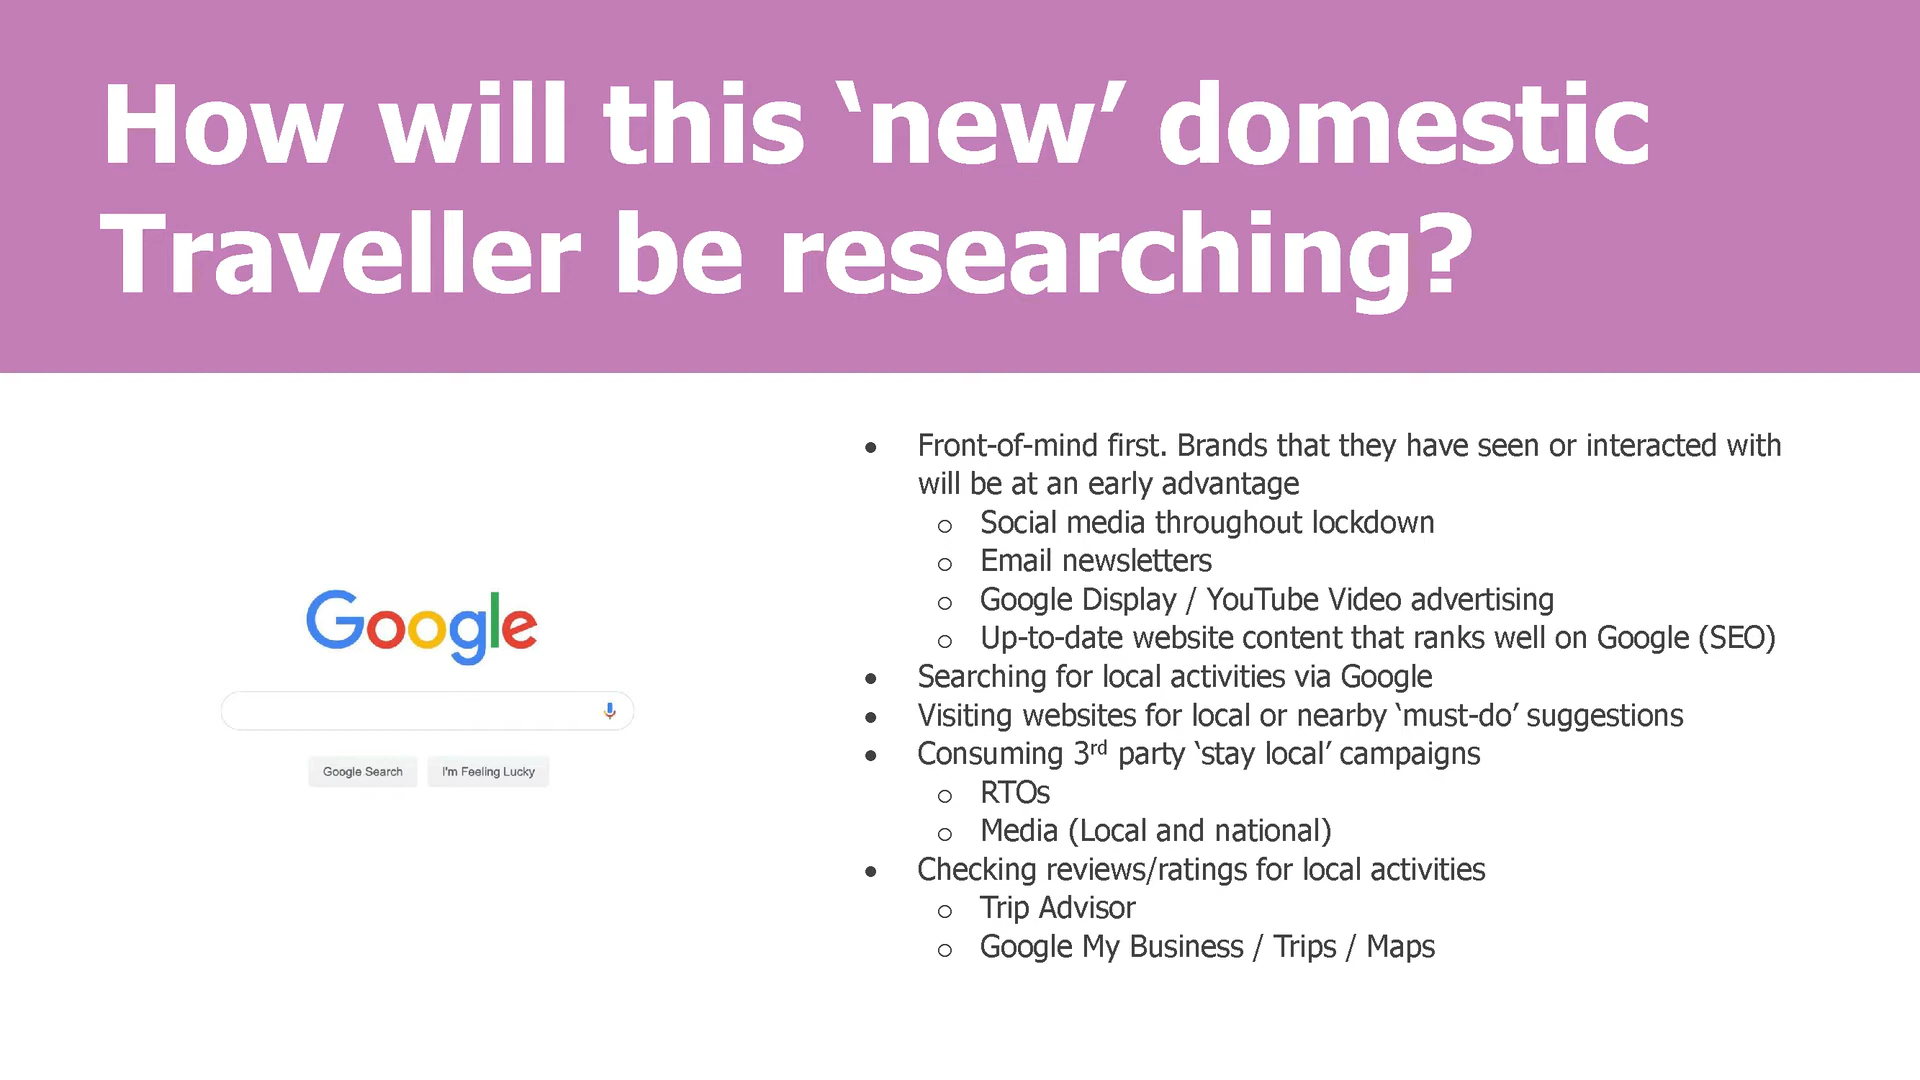 How will this ‘new’ domestic
Traveller be researching?
Google
Google Search
I'm Feeling Lucky
• Front-of-mind first. Brands that they have seen or interacted with
will be at an early advantage
o Social media throughout lockdown
o Email newsletters
o Google Display / YouTube Video advertising
o Up-to-date website content that ranks well on Google (SEO)
• Searching for local activities via Google
• Visiting websites for local or nearby ‘must-do’ suggestions
• Consuming 3rd party ‘stay local’ campaigns
o RTOs
o Media (Local and national)
• Checking reviews/ratings for local activities
o Trip Advisor
o Google My Business / Trips / Maps